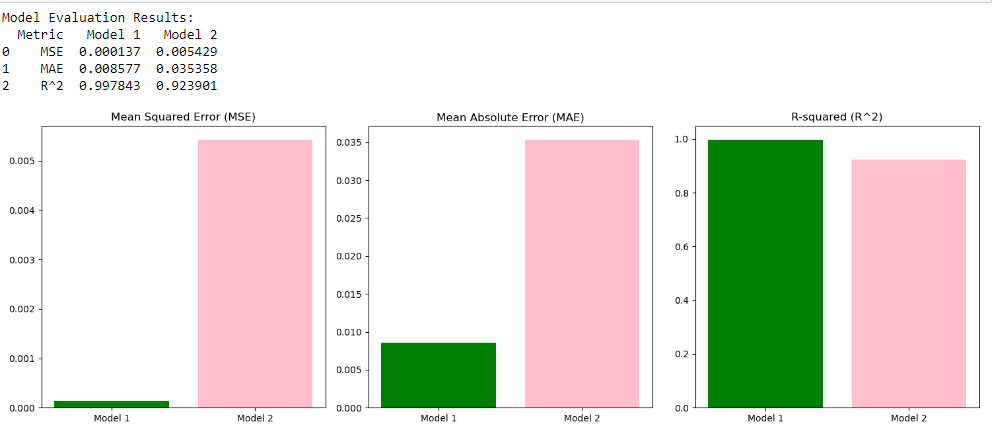 Model Evaluation Results:
Metric Model 1 Model 2
0 MSE 0.000137 0.005429
1 MAE 0.008577 0.035358
2 R^2 0.997843 0.923901
Mean Squared Error (MSE)
0.005
0.004
0.003
0.002
0.001
0.000
Model 1 Model 2
Mean Absolute Error (MAE)
0.035
0.030
0.025
0.020
0.015
0.010
0.005
0.000
Model 1 Model 2
R-squared (R^2)
1.0
0.8
0.6
0.4
0.2
0.0
Model 1 Model 2